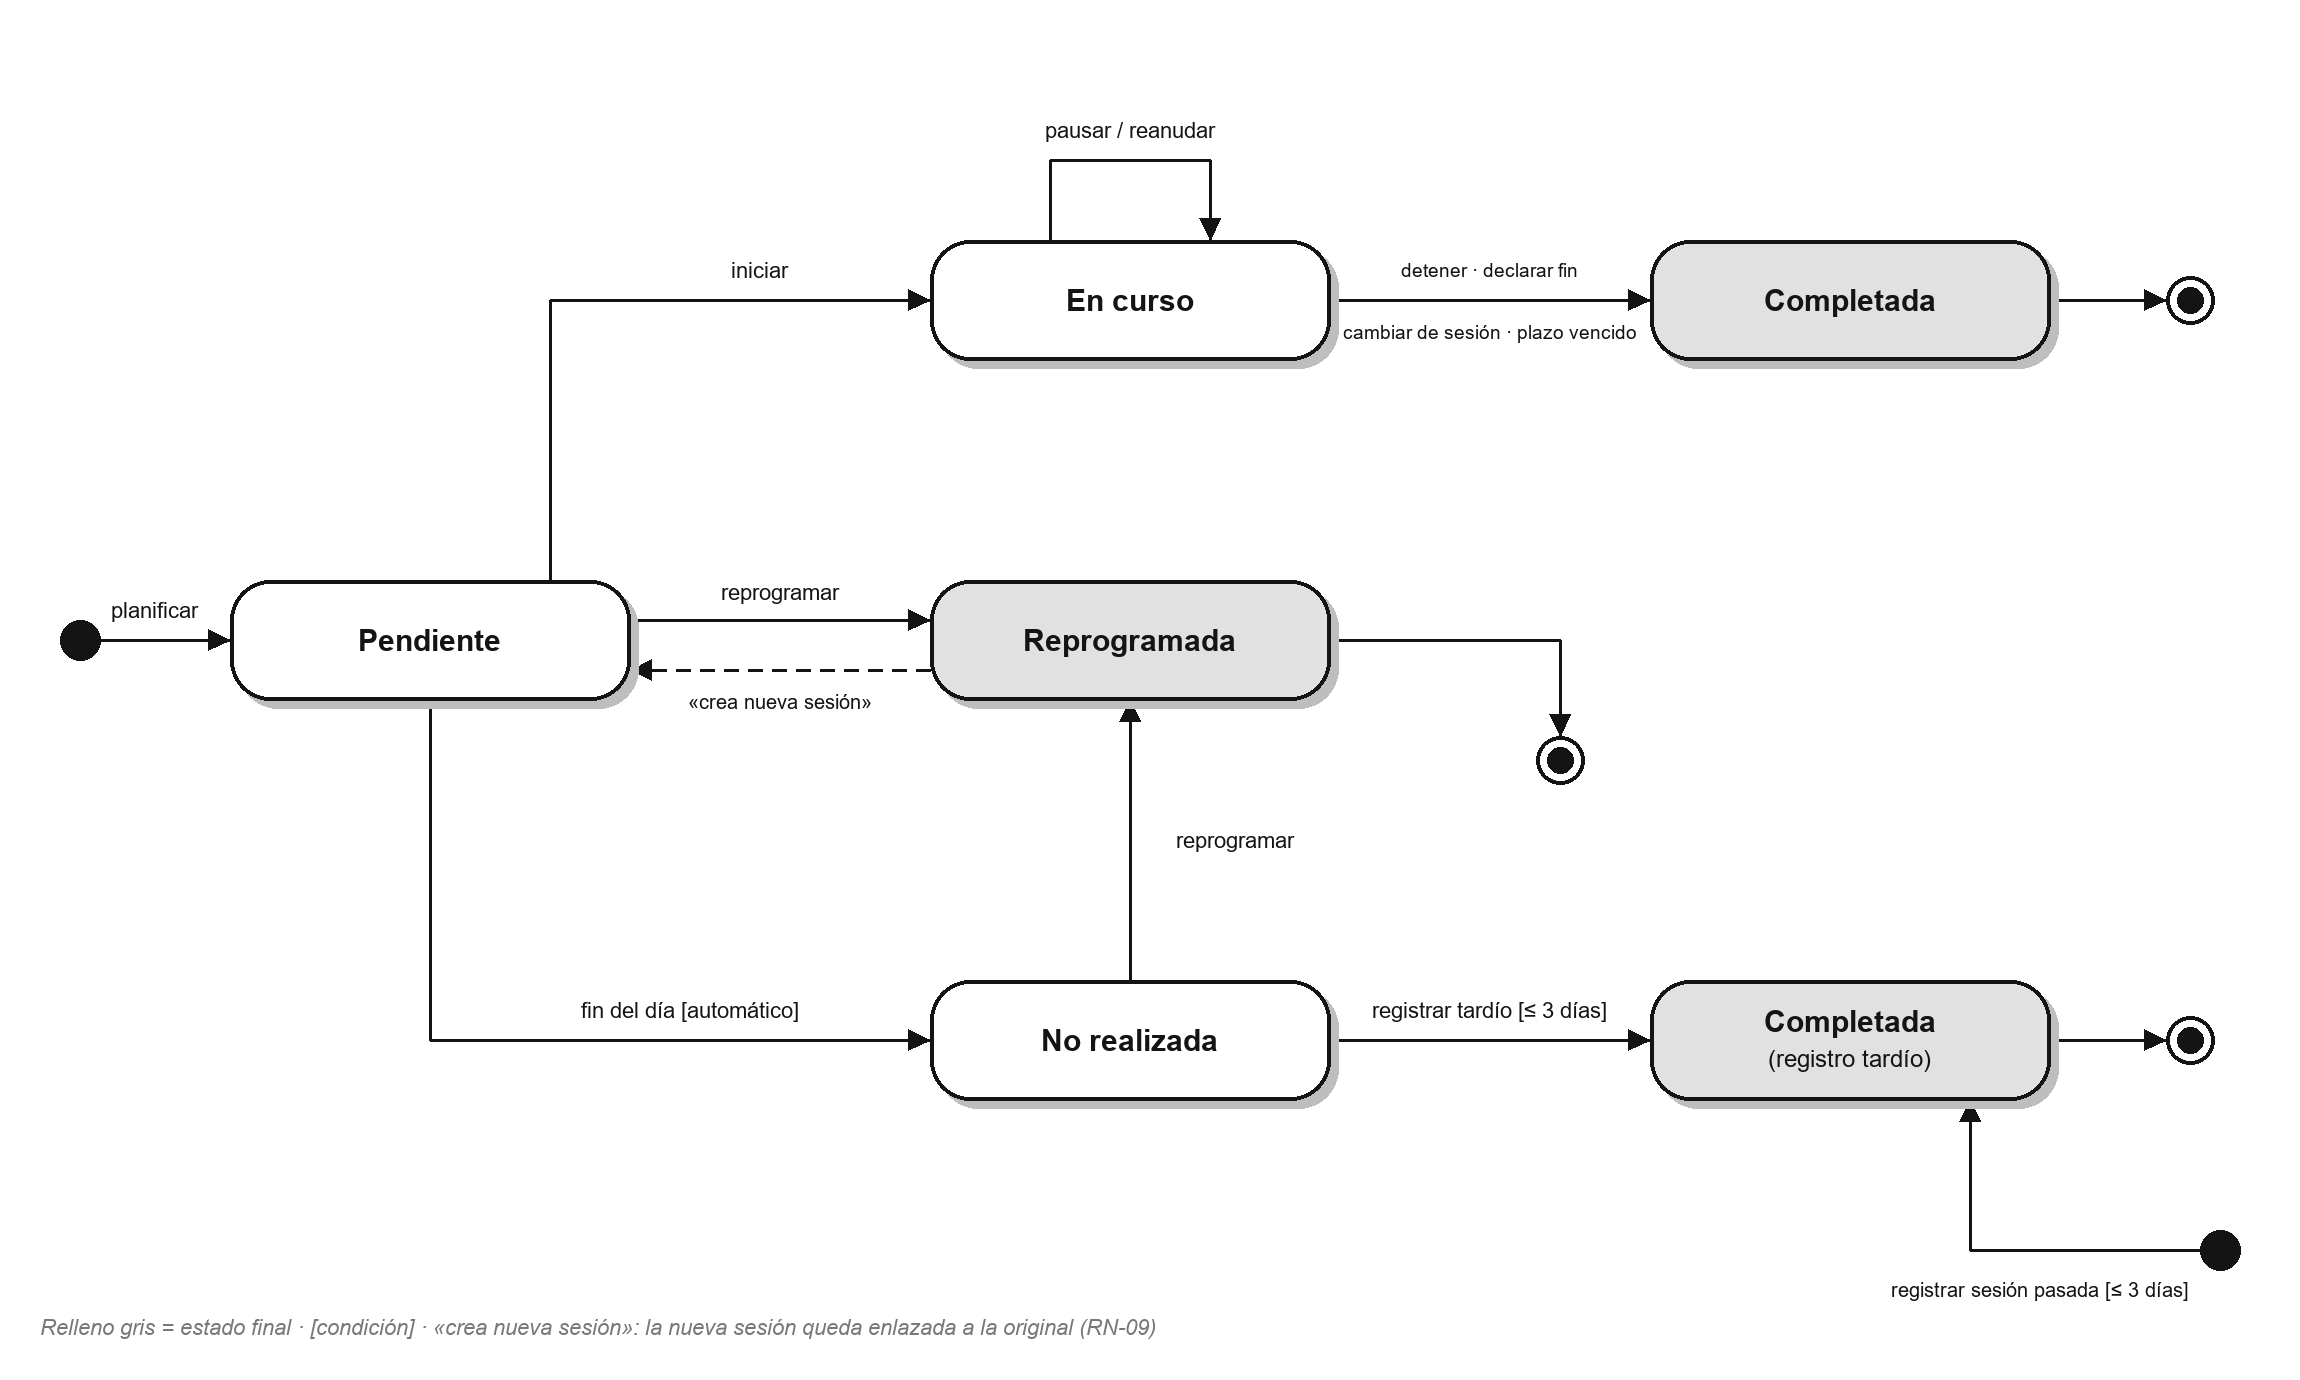 pausar / reanudar
iniciar
En curso
detener · declarar fin
cambiar de sesión · plazo vencido
Completada
planificar
Pendiente
reprogramar
«crea nueva sesión»
Reprogramada
reprogramar
fin del día [automático]
No realizada
registrar tardío [≤ 3 días]
Completada
(registro tardío)
registrar sesión pasada [≤ 3 días]
Relleno gris = estado final · [condición] · «crea nueva sesión»: la nueva sesión queda enlazada a la original (RN-09)